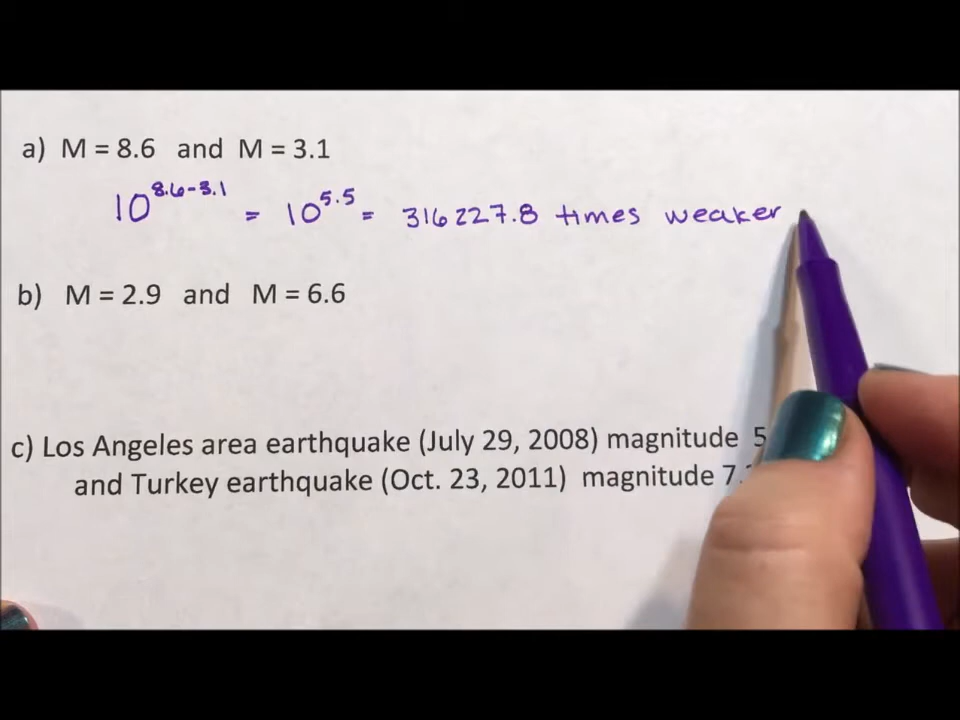 a) M = 8.6 and M = 3.1
10^8.6-3.1 = 10^5.5 = 316227.8 times weaker
b) M = 2.9 and M = 6.6
c) Los Angeles area earthquake (July 29, 2008) magnitude 5
and Turkey earthquake (Oct. 23, 2011) magnitude 7.